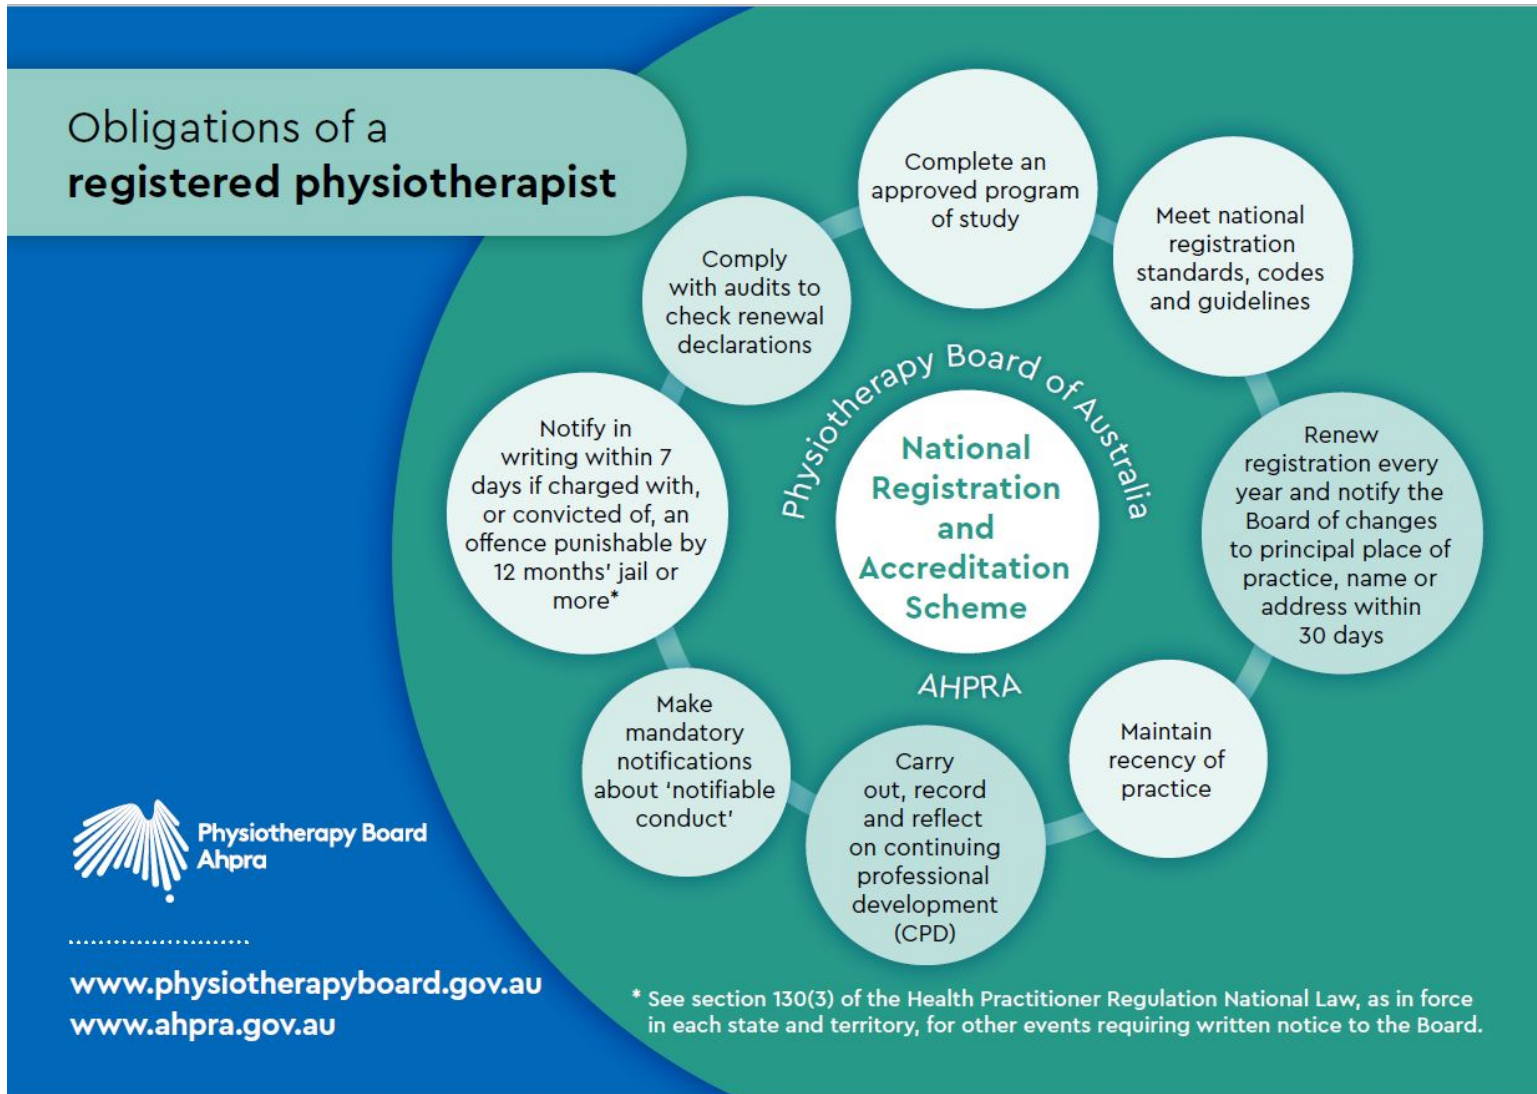 Obligations of a
registered physiotherapist
Complete an
approved program
of study
Meet national
registration
standards, codes
and guidelines
Renew
registration every
year and notify the
Board of changes
to principal place of
practice, name or
address within
30 days
Maintain
recency of
practice
Carry
out, record
and reflect
on continuing
professional
development
(CPD)
Make
mandatory
notifications
about ‘notifiable
conduct’
Notify in
writing within 7
days if charged with,
or convicted of, an
offence punishable by
12 months’ jail or
more*
Comply
with audits to
check renewal
declarations
Physiotherapy Board of Australia
National
Registration
and
Accreditation
Scheme
AHPRA
Physiotherapy Board
Ahpra
www.physiotherapyboard.gov.au
www.ahpra.gov.au
* See section 130(3) of the Health Practitioner Regulation National Law, as in force
in each state and territory, for other events requiring written notice to the Board.